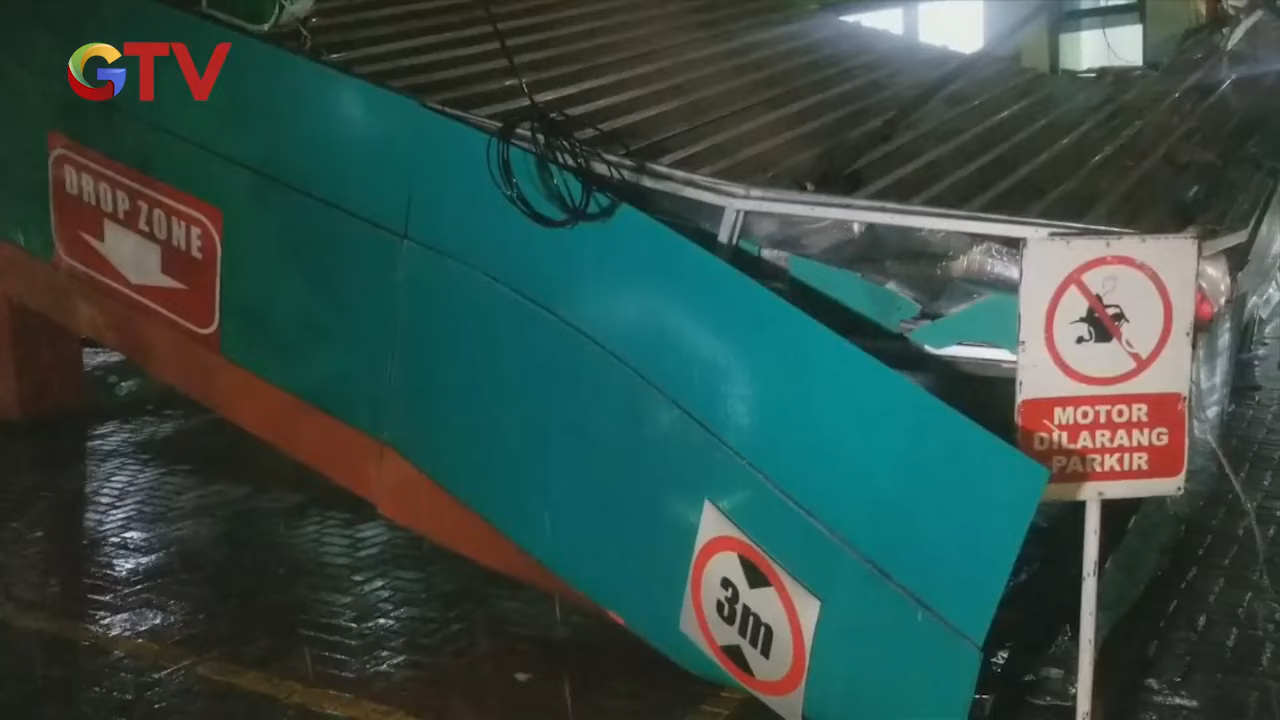 GTV
DROP ZONE
MOTOR
DILARANG
PARKIR
3m